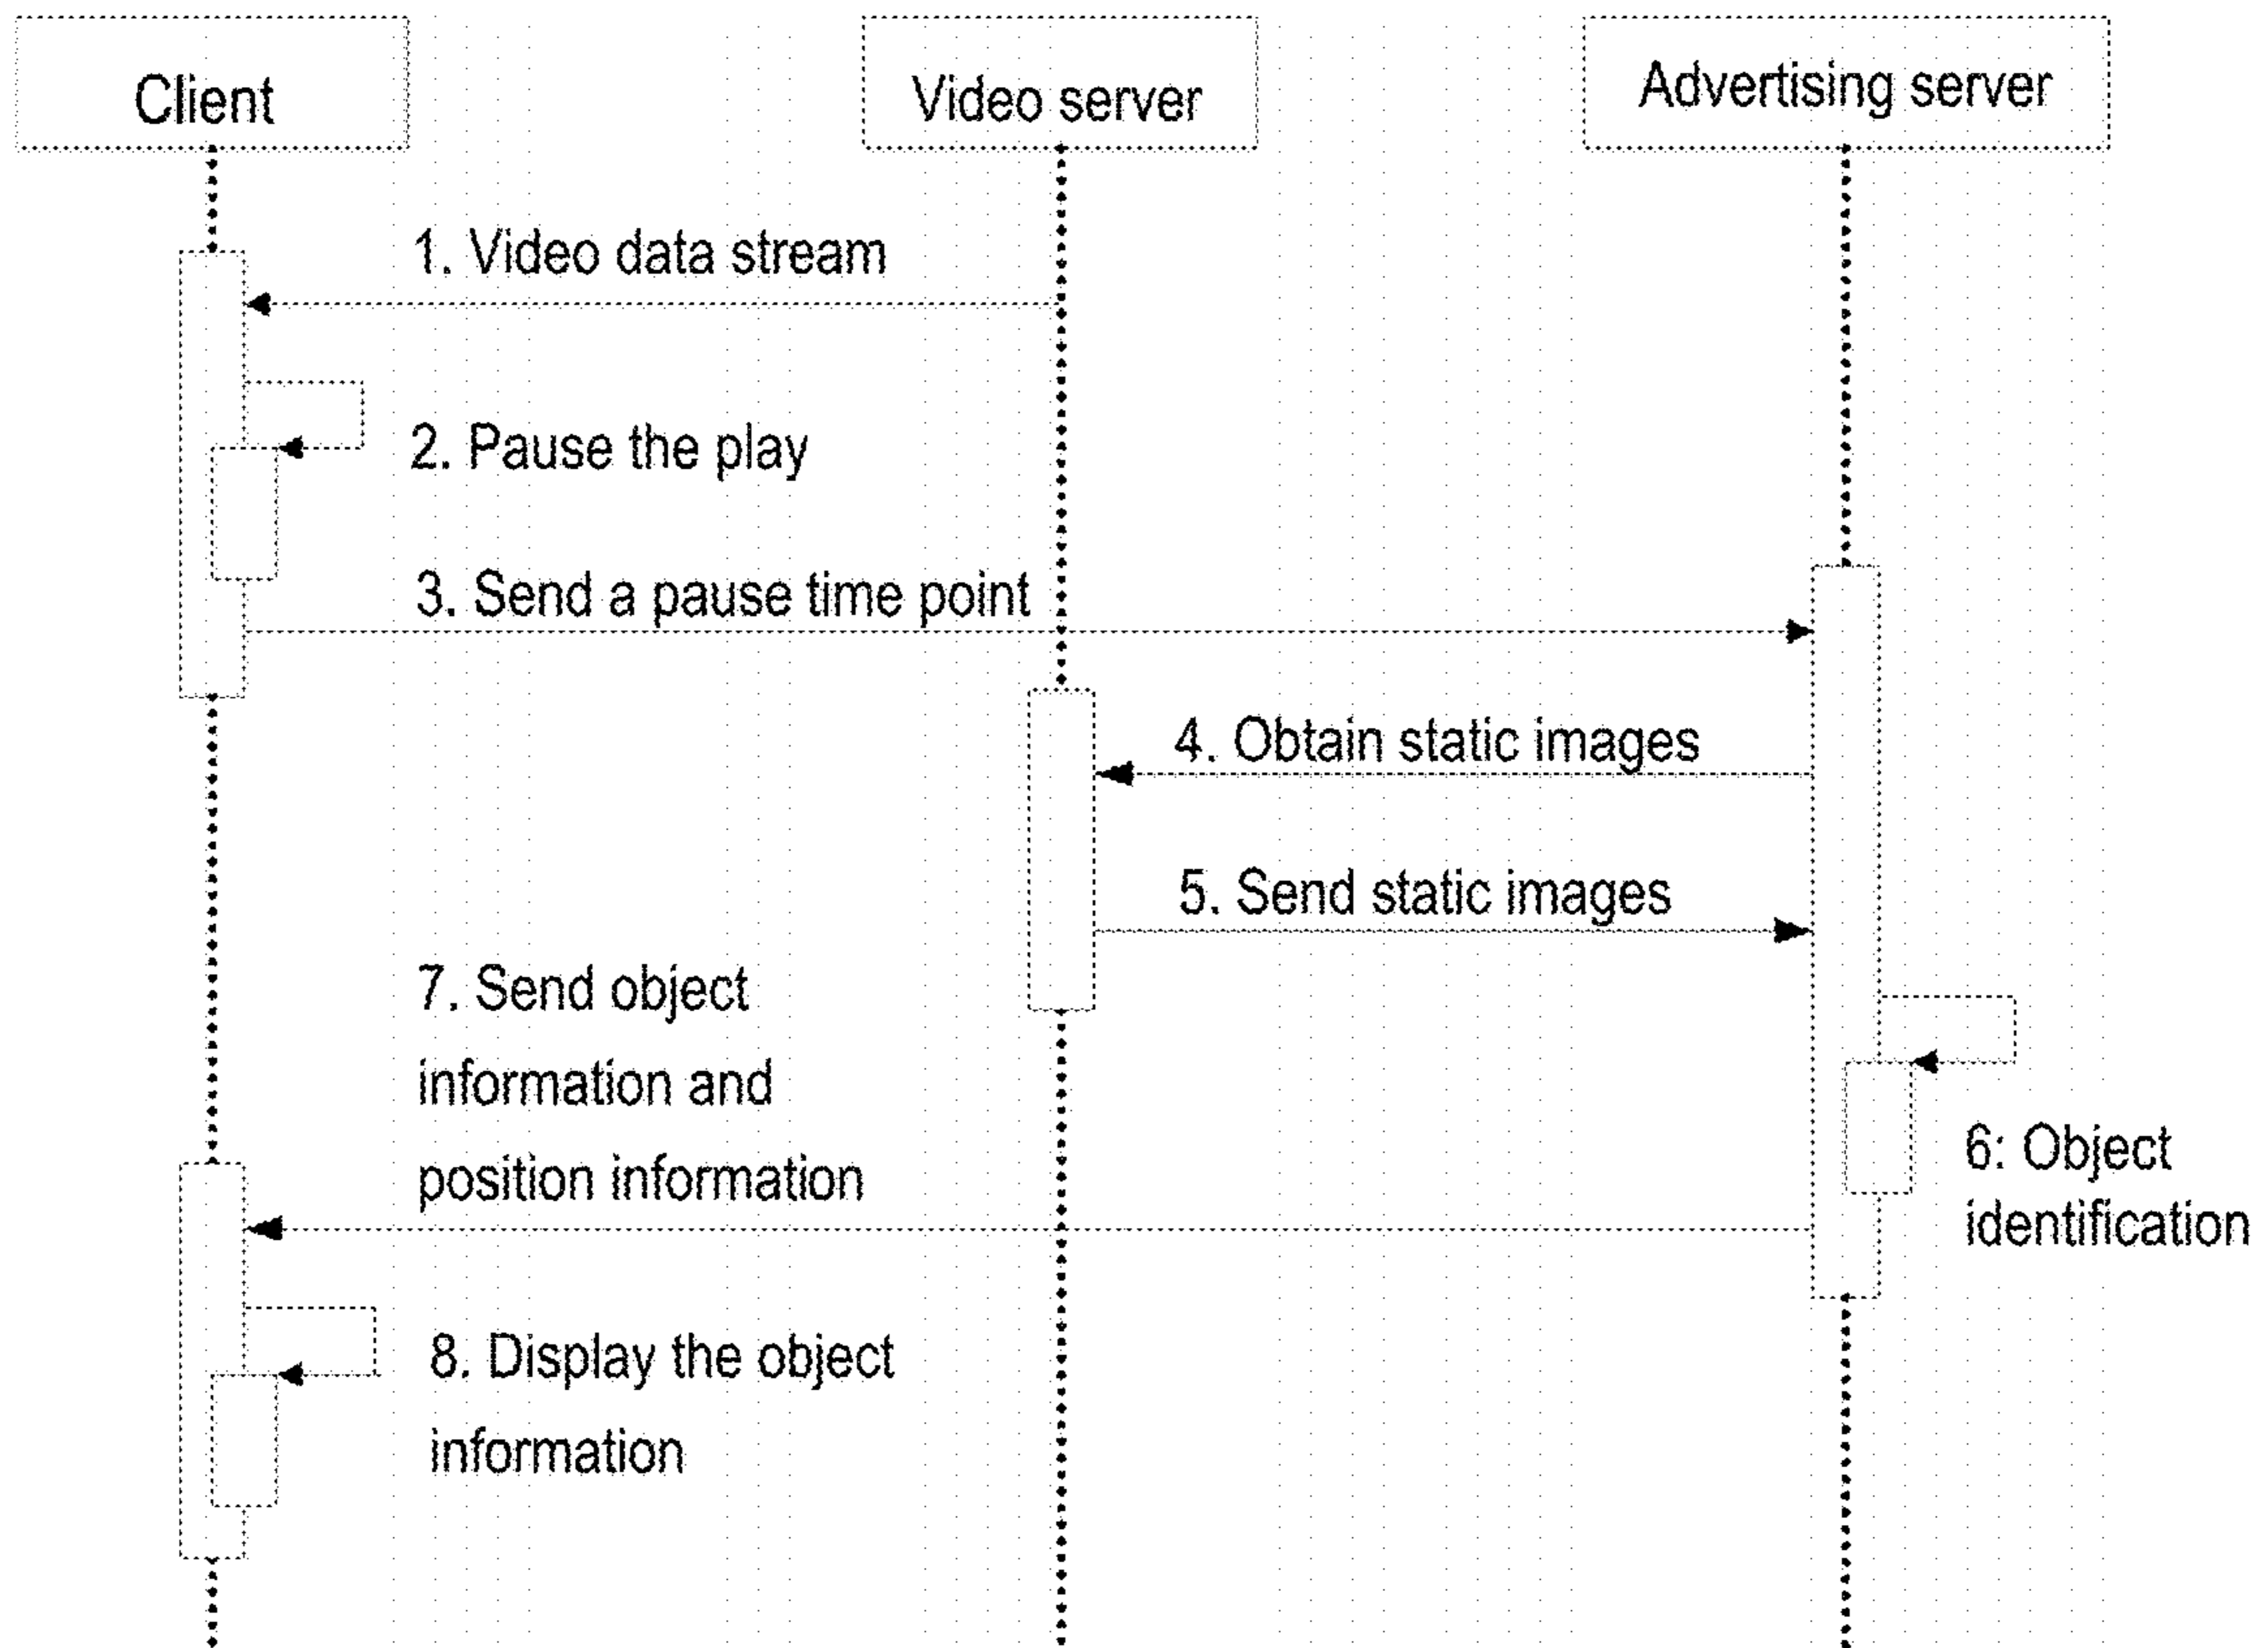 Client
Video server
Advertising server
1. Video data stream
2. Pause the play
3. Send a pause time point
4. Obtain static images
5. Send static images
7. Send object
information and
position information
6: Object
identification
8. Display the object
information